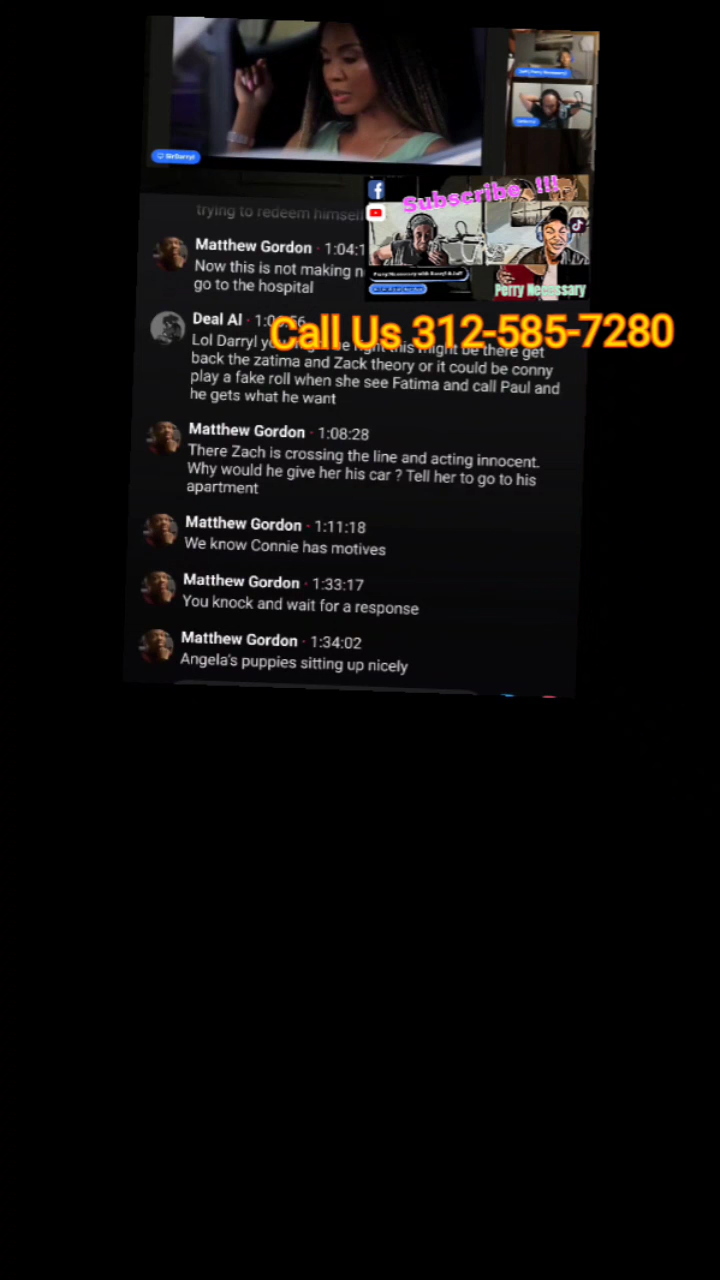 SirDarryl
Subscribe !!!
Perry Necessary
trying to redeem himself
Matthew Gordon · 1:04:1
Now this is not making n
go to the hospital
Call Us 312-585-7280
Deal Al
Lol Darryl this might be there get
back the zatima and Zack theory or it could be conny
play a fake roll when she see Fatima and call Paul and
he gets what he want
Matthew Gordon · 1:08:28
There Zach is crossing the line and acting innocent.
Why would he give her his car ? Tell her to go to his
apartment
Matthew Gordon · 1:11:18
We know Connie has motives
Matthew Gordon · 1:33:17
You knock and wait for a response
Matthew Gordon · 1:34:02
Angela's puppies sitting up nicely